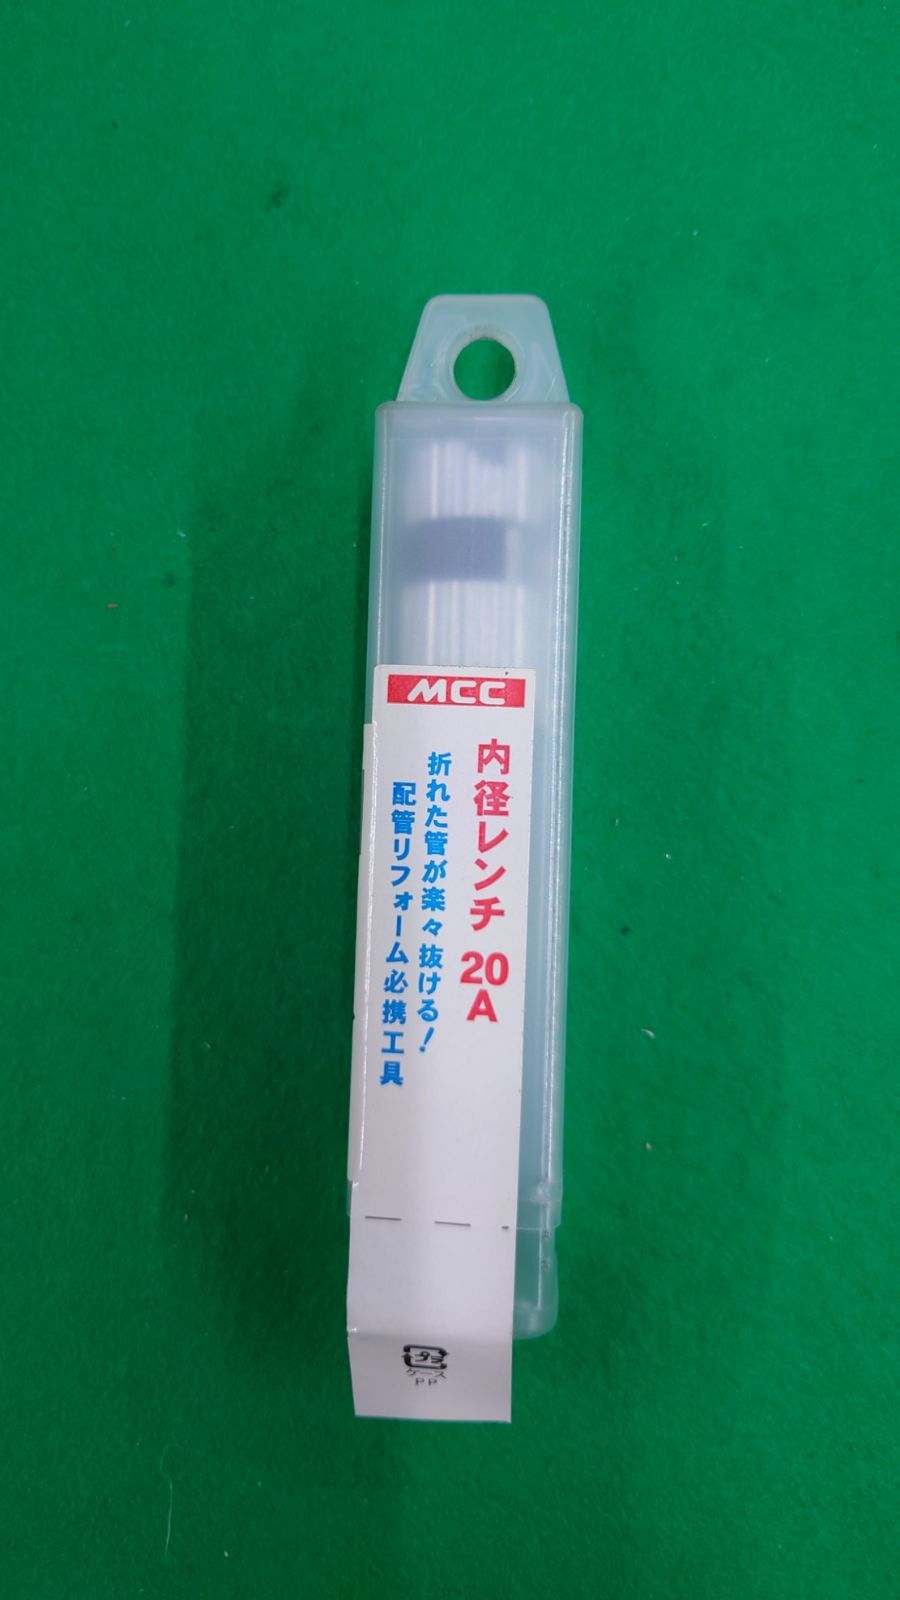 MCC
内径レンチ 20A
折れた管が楽々抜ける!
配管リフォーム必携工具
プラ
ケース
PP